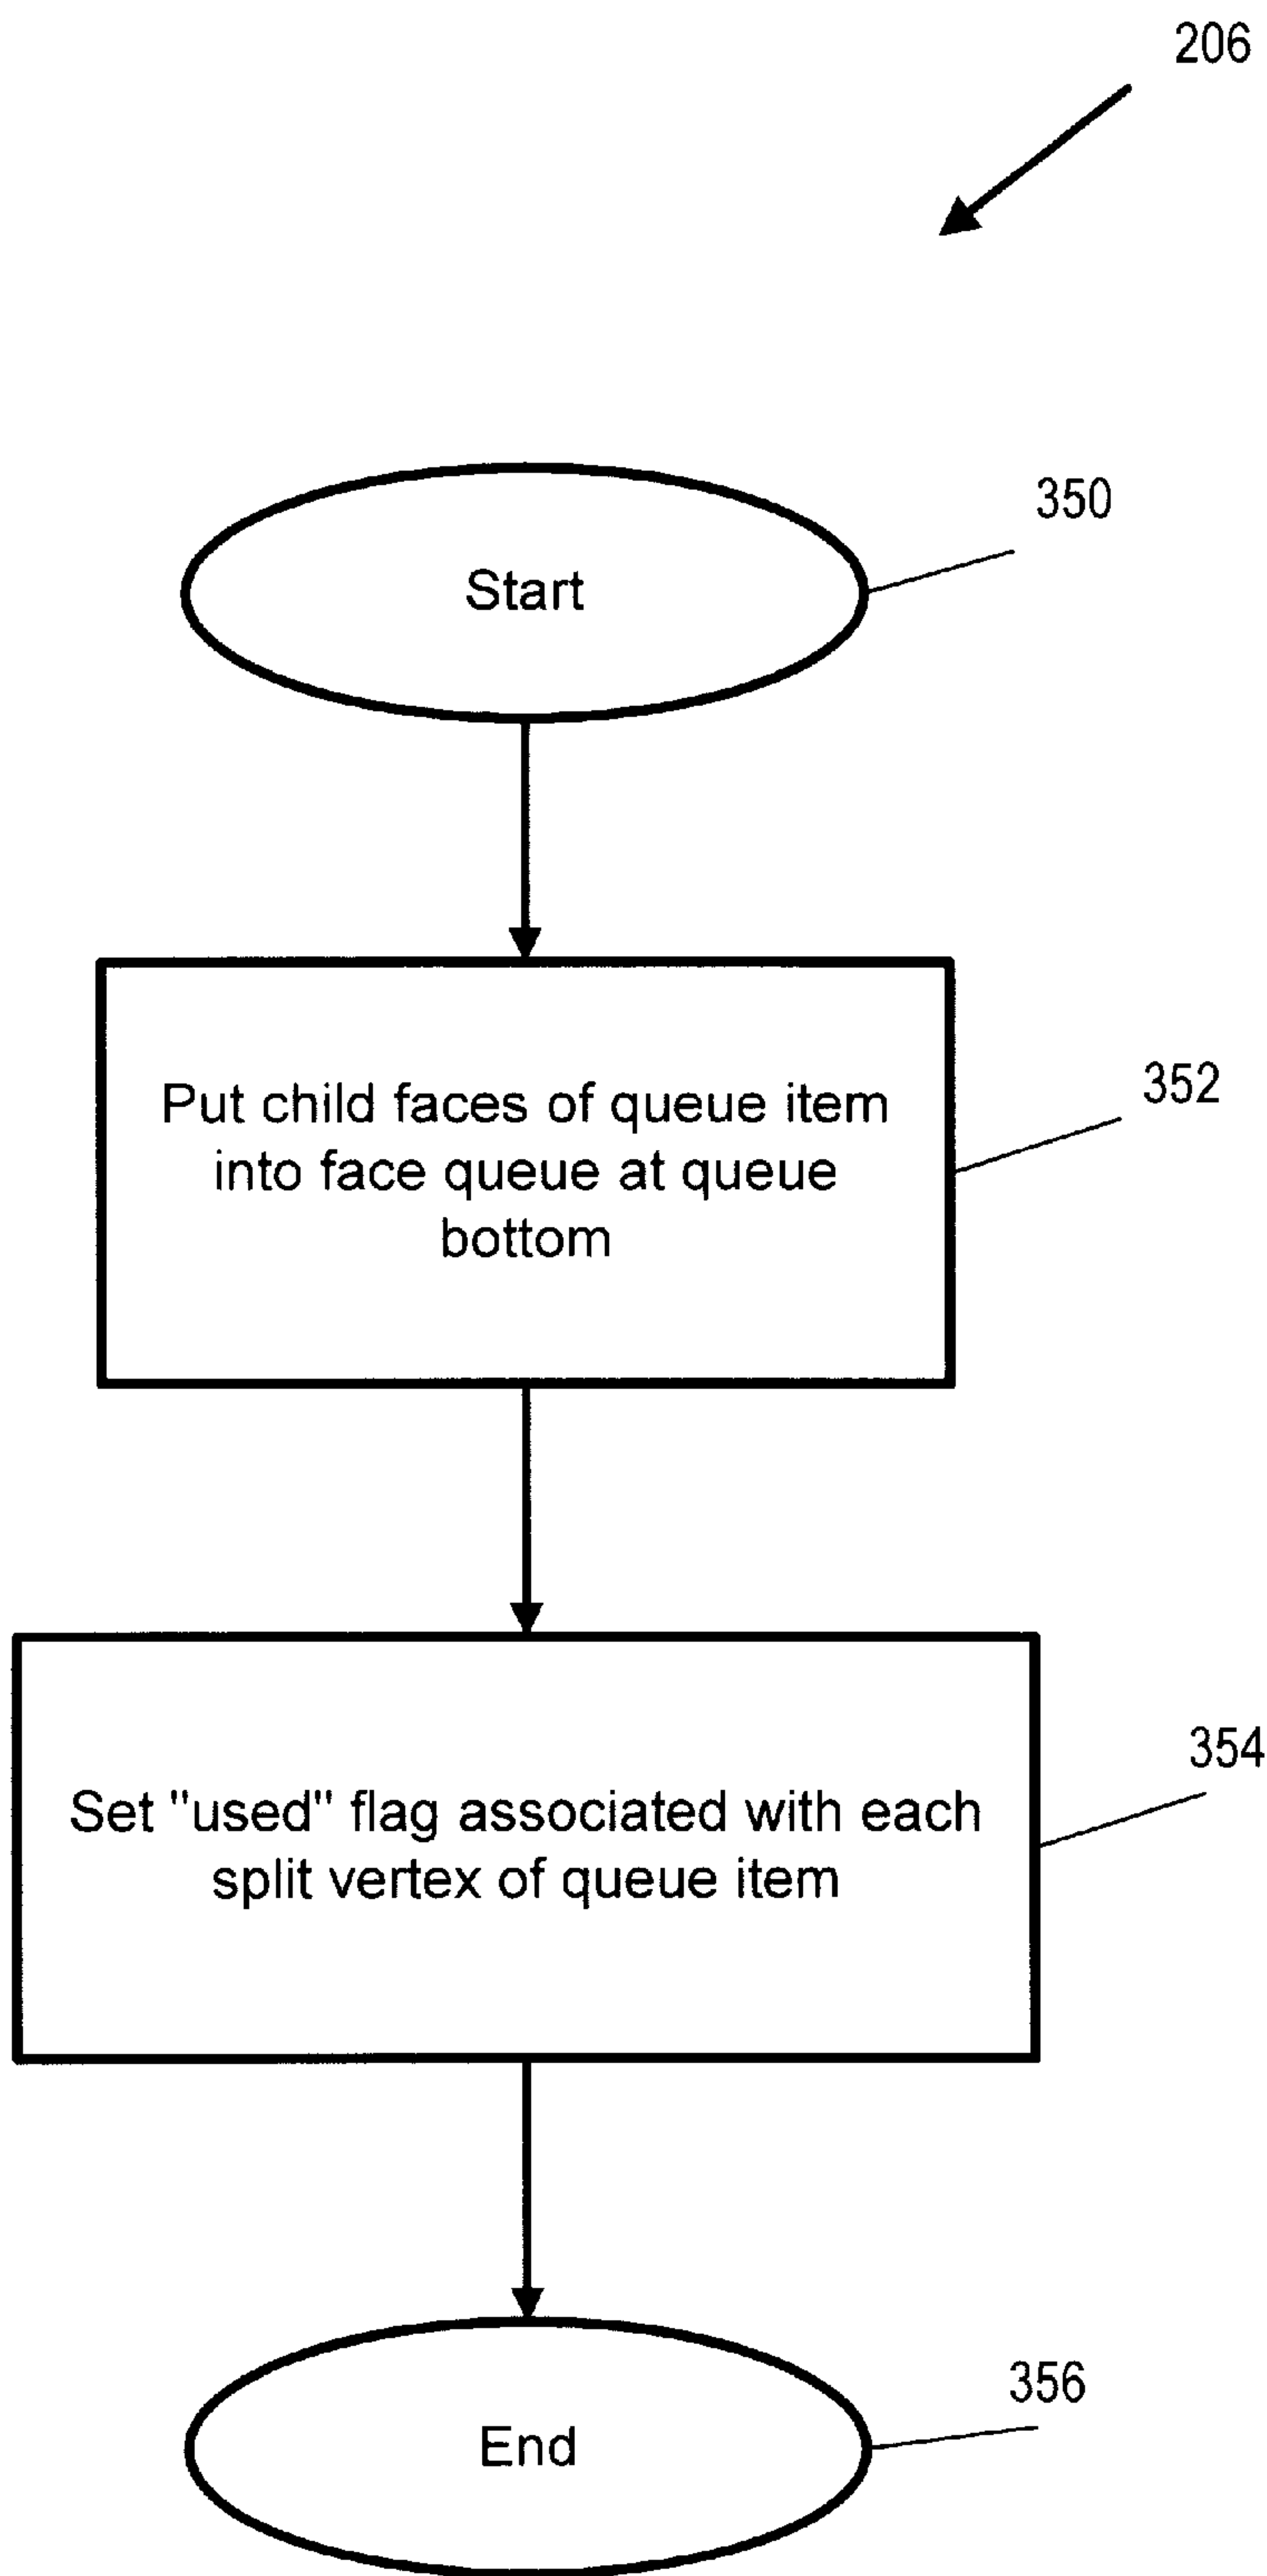 206
350
Start
352
Put child faces of queue item
into face queue at queue
bottom
354
Set "used" flag associated with each
split vertex of queue item
356
End